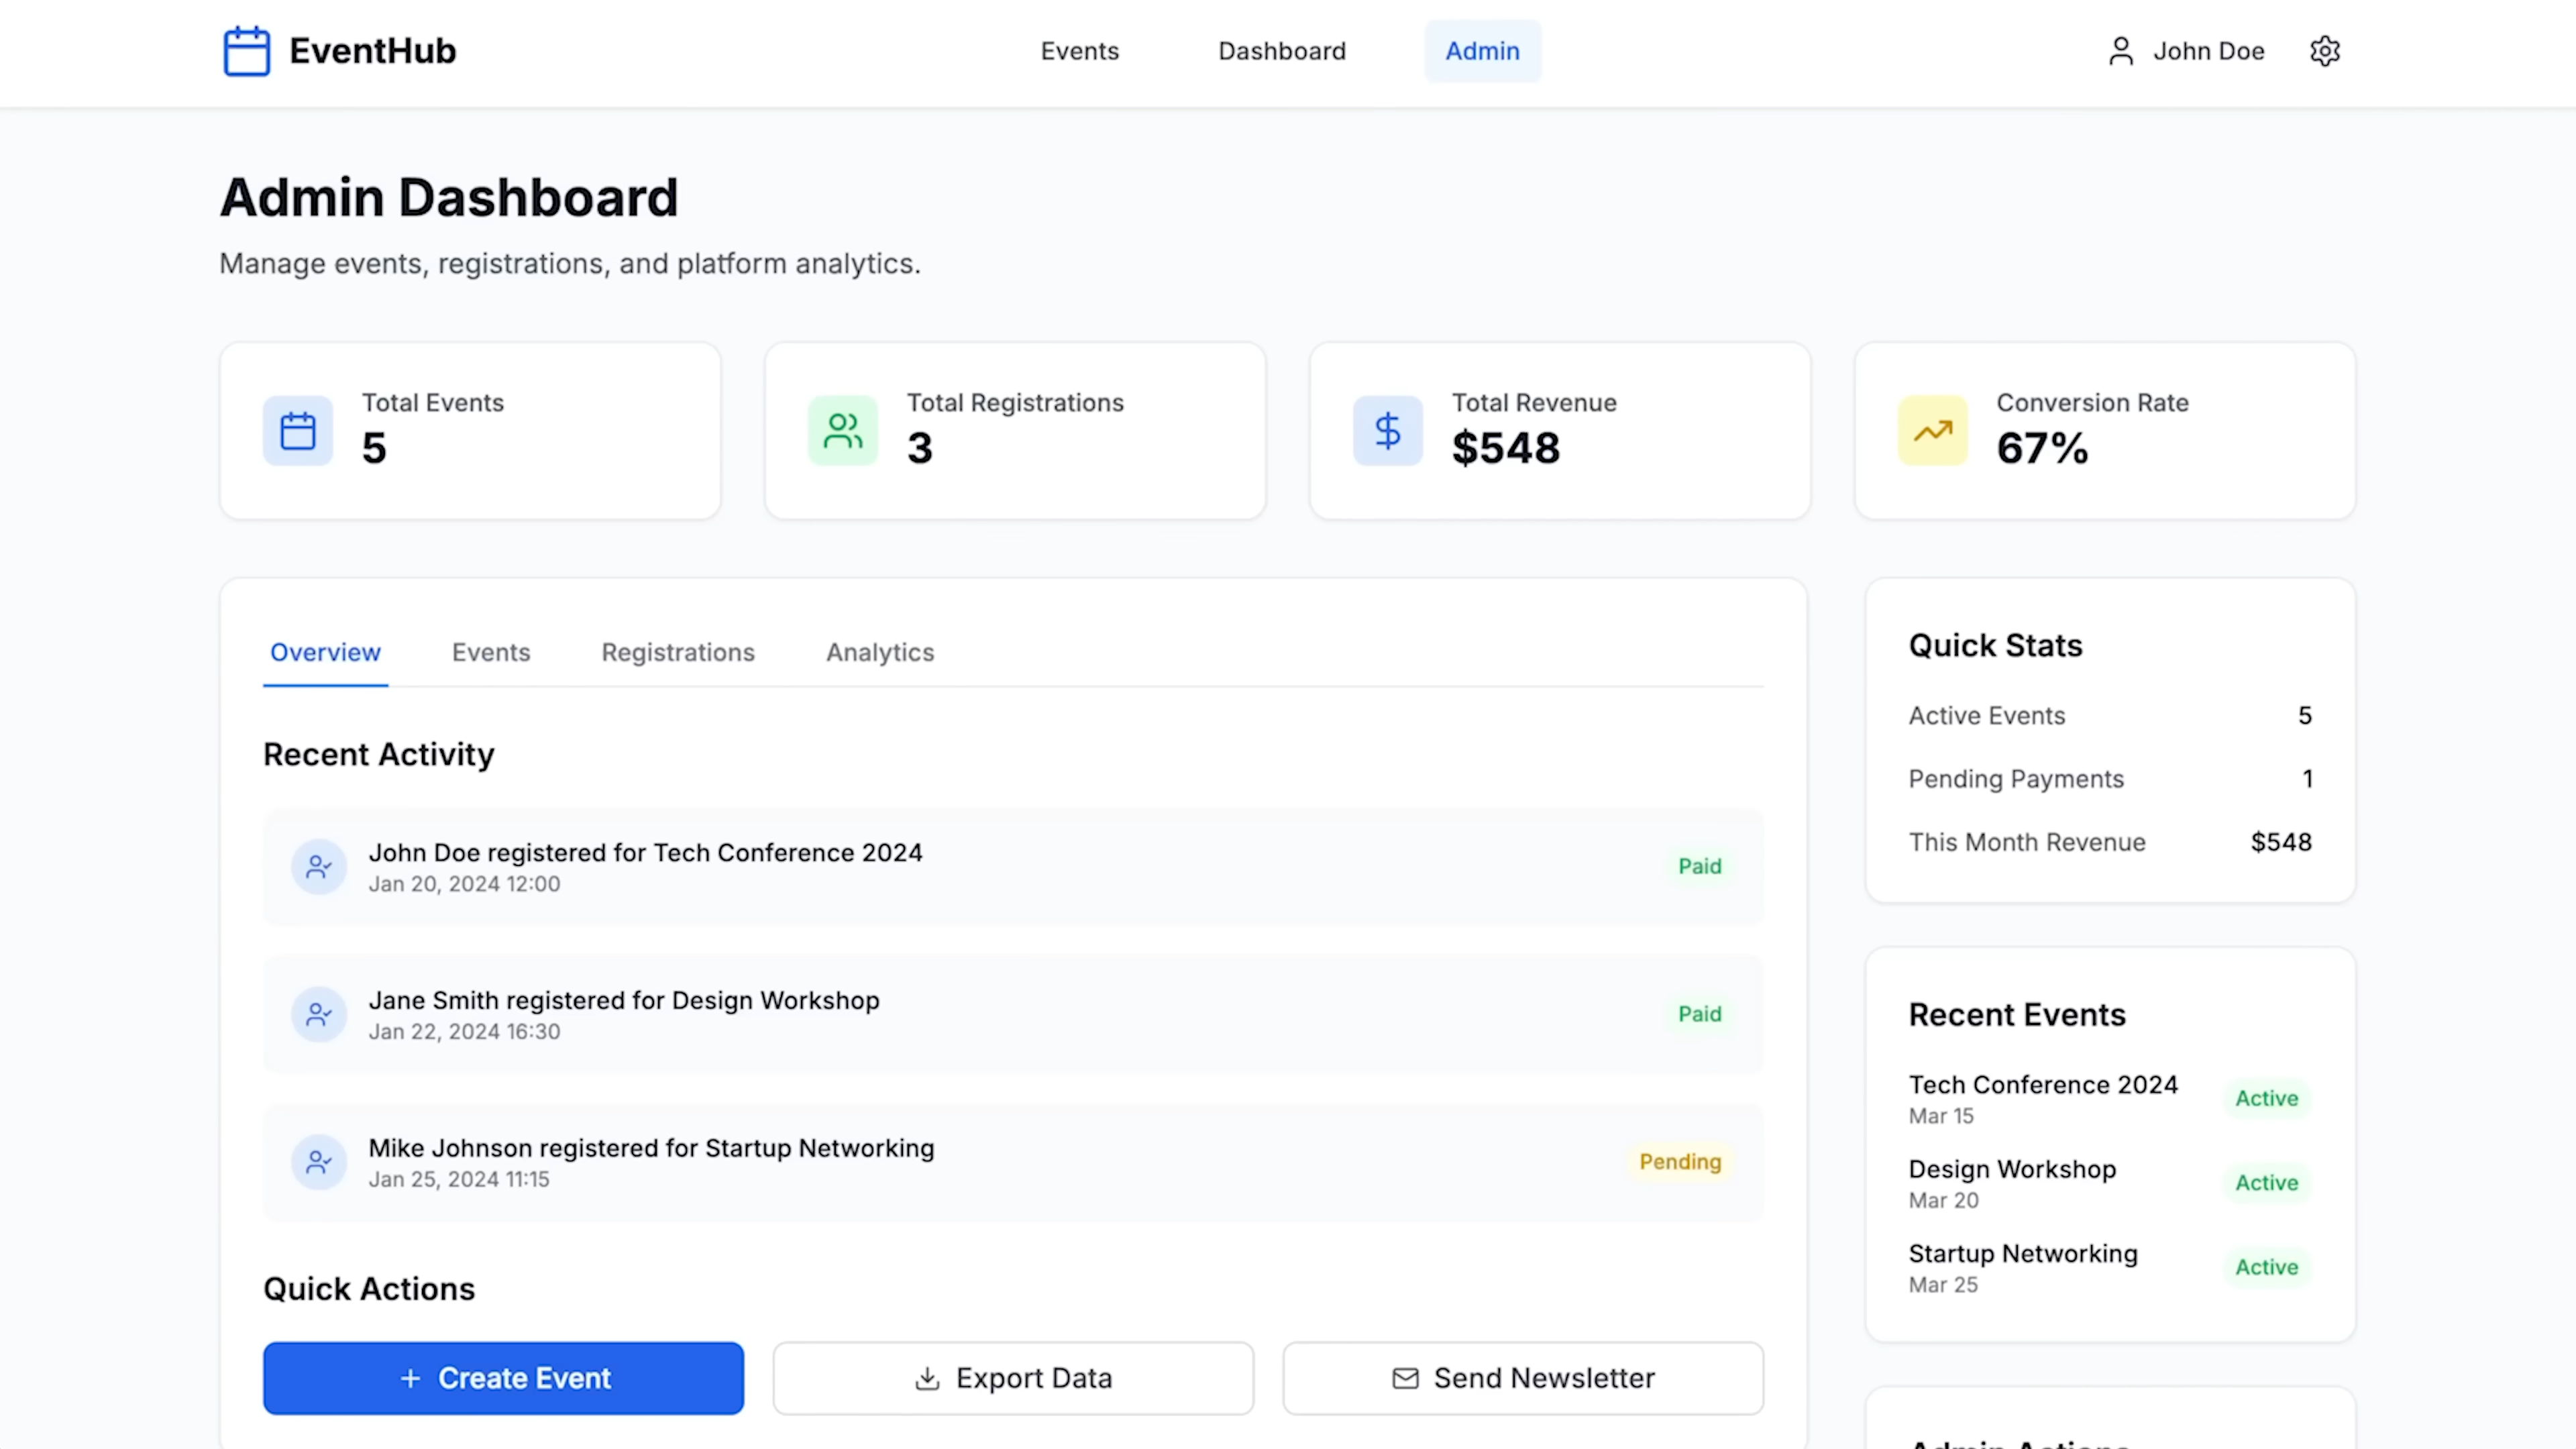 EventHub
Events
Dashboard
Admin
John Doe
Admin Dashboard
Manage events, registrations, and platform analytics.
Total Events
5
Total Registrations
3
Total Revenue
$548
Conversion Rate
67%
Overview
Events
Registrations
Analytics
Recent Activity
John Doe registered for Tech Conference 2024
Jan 20, 2024 12:00
Paid
Jane Smith registered for Design Workshop
Jan 22, 2024 16:30
Paid
Mike Johnson registered for Startup Networking
Jan 25, 2024 11:15
Pending
Quick Actions
Create Event
Export Data
Send Newsletter
Quick Stats
Active Events 5
Pending Payments 1
This Month Revenue $548
Recent Events
Tech Conference 2024
Mar 15
Active
Design Workshop
Mar 20
Active
Startup Networking
Mar 25
Active
Admin Actions